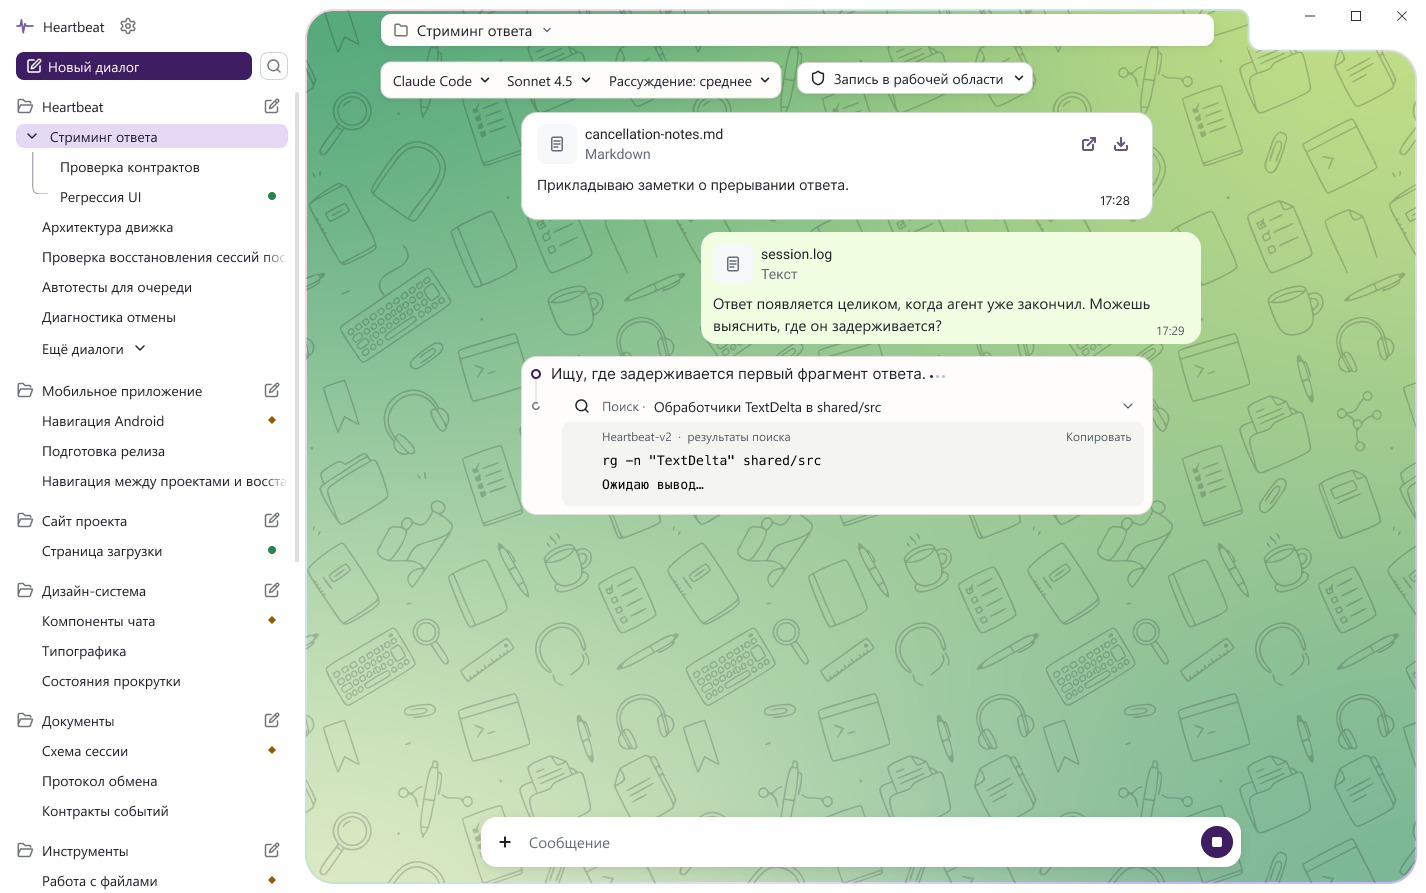 Heartbeat
Новый диалог
Heartbeat
Стриминг ответа
Проверка контрактов
Регрессия UI
Архитектура движка
Проверка восстановления сессий пос
Автотесты для очереди
Диагностика отмены
Ещё диалоги
Мобильное приложение
Навигация Android
Подготовка релиза
Навигация между проектами и восста
Сайт проекта
Страница загрузки
Дизайн-система
Компоненты чата
Типографика
Состояния прокрутки
Документы
Схема сессии
Протокол обмена
Контракты событий
Инструменты
Работа с файлами
Стриминг ответа
Claude Code
Sonnet 4.5
Рассуждение: среднее
Запись в рабочей области
cancellation-notes.md
Markdown
Прикладываю заметки о прерывании ответа.
17:28
session.log
Текст
Ответ появляется целиком, когда агент уже закончил. Можешь
выяснить, где он задерживается?
17:29
Ищу, где задерживается первый фрагмент ответа.
Поиск · Обработчики TextDelta в shared/src
Heartbeat-v2 · результаты поиска
Копировать
rg -n "TextDelta" shared/src
Ожидаю вывод…
Сообщение